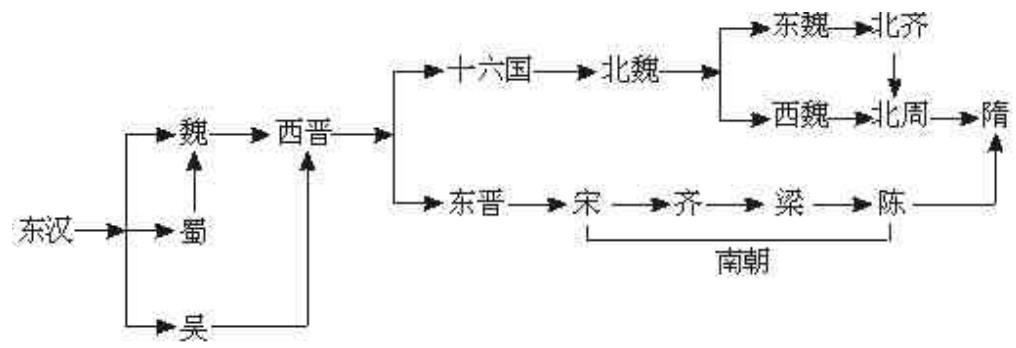 东魏 北齐
十六国 北魏
西魏 北周 隋
魏 西晋
东晋 宋 齐 梁 陈
东汉 蜀
南朝
吴